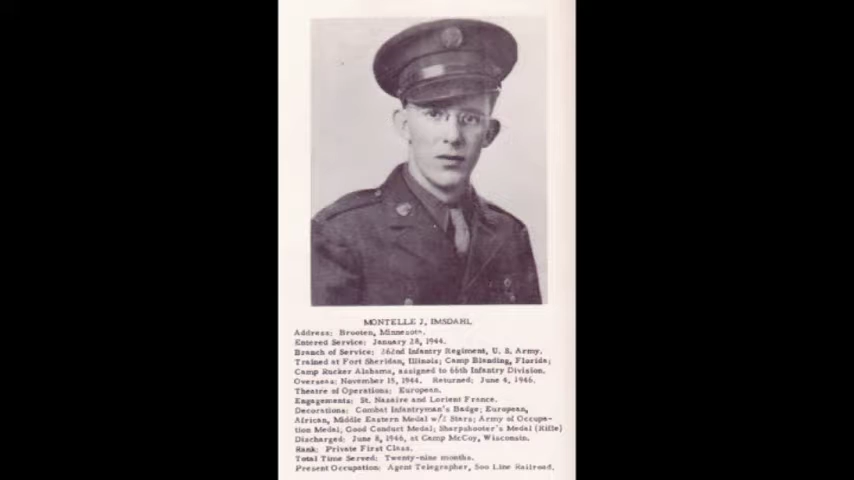 MONTELLE J. IMSDAHL
Address: Brooten, Minnesota.
Entered Service: January 28, 1944.
Branch of Service: 262nd Infantry Regiment, U. S. Army.
Trained at Fort Sheridan, Illinois; Camp Blanding, Florida;
Camp Rucker Alabama, assigned to 66th Infantry Division.
Overseas: November 15, 1944. Returned: June 4, 1946.
Theatre of Operations: European.
Engagements: St. Nazaire and Lorient France.
Decorations: Combat Infantryman's Badge; European,
African, Middle Eastern Medal w/2 Stars; Army of Occupa-
tion Medal; Good Conduct Medal; Sharpshooter's Medal (Rifle)
Discharged: June 8, 1946, at Camp McCoy, Wisconsin.
Rank: Private First Class.
Total Time Served: Twenty-nine months.
Present Occupation: Agent Telegrapher, Soo Line Railroad.